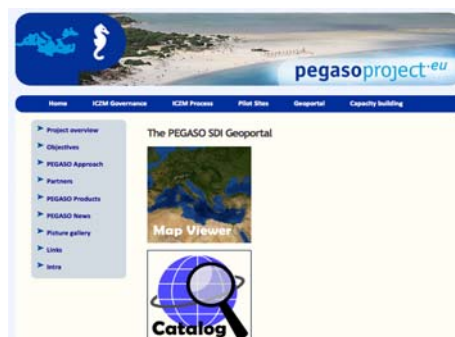 pegasoproject.eu
Home ICZM Governance ICZM Process Pilot Sites Geoportal Capacity building
Project overview
Objectives
PEGASO Approach
Partners
PEGASO Products
PEGASO News
Picture gallery
Links
Intra
The PEGASO SDI Geoportal
Map Viewer
Catalog